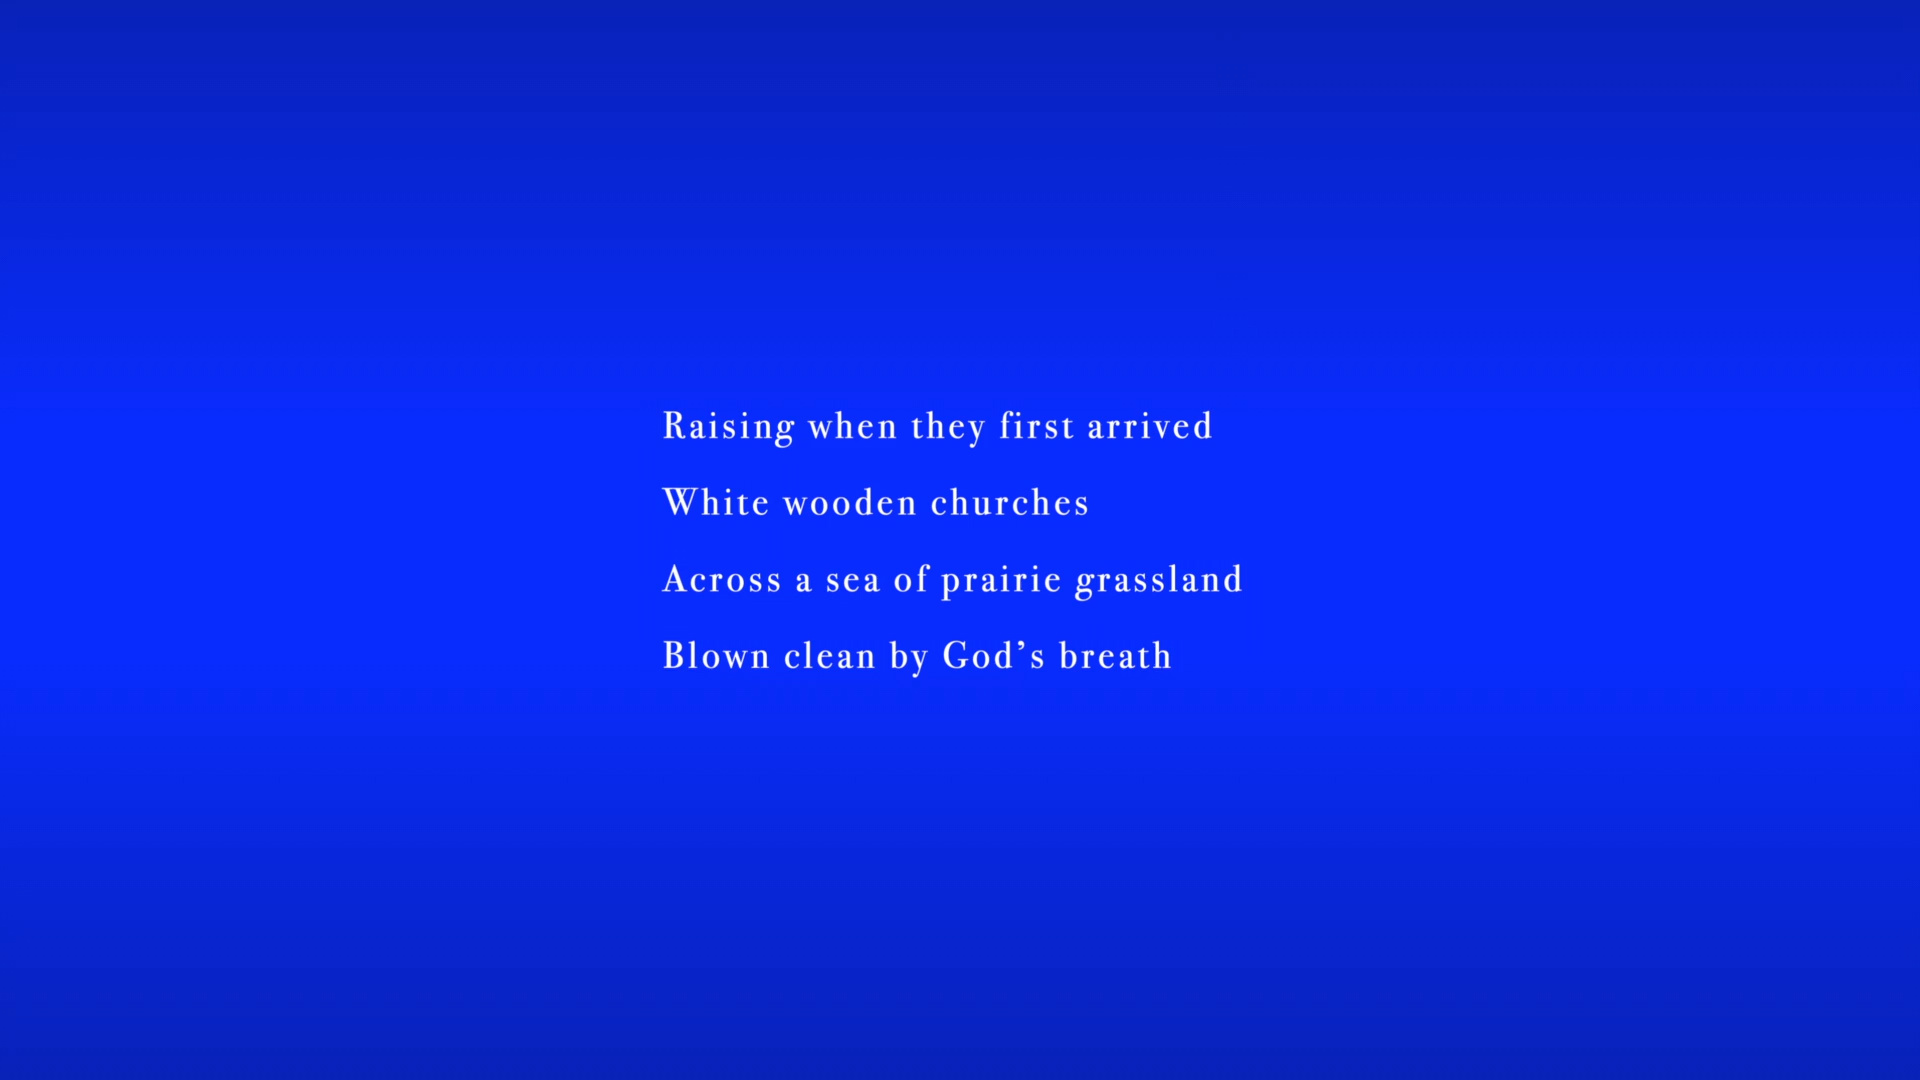 Raising when they first arrived
White wooden churches
Across a sea of prairie grassland
Blown clean by God’s breath